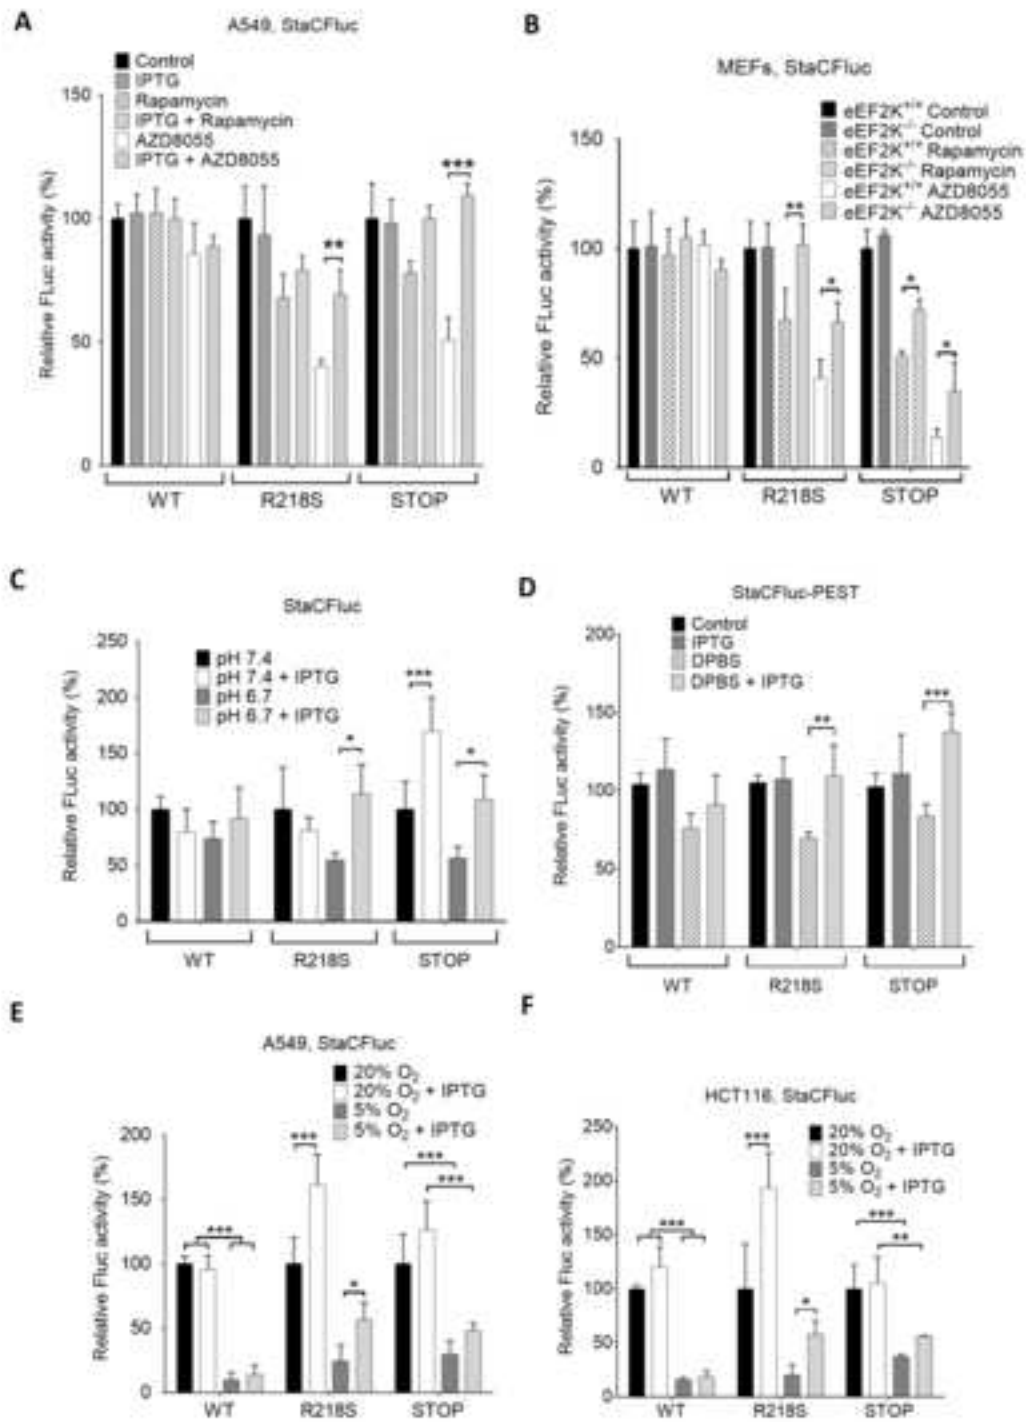 A
A549, StaCFluc
Control
IPTG
Rapamycin
IPTG + Rapamycin
AZD8055
IPTG + AZD8055
Relative FLuc activity (%)
150
100
50
0
** ***
WT R218S STOP
B
MEFs, StaCFluc
eEF2K+/+ Control
eEF2K-/- Control
eEF2K+/+ Rapamycin
eEF2K-/- Rapamycin
eEF2K+/+ AZD8055
eEF2K-/- AZD8055
Relative FLuc activity (%)
150
100
50
0
** * * *
WT R218S STOP
C
StaCFluc
pH 7.4
pH 7.4 + IPTG
pH 6.7
pH 6.7 + IPTG
Relative FLuc activity (%)
250
200
150
100
50
0
* *** *
WT R218S STOP
D
StaCFluc-PEST
Control
IPTG
DPBS
DPBS + IPTG
Relative FLuc activity (%)
200
150
100
50
0
** ***
WT R218S STOP
E
A549, StaCFluc
20% O2
20% O2 + IPTG
5% O2
5% O2 + IPTG
Relative Fluc activity (%)
200
150
100
50
0
*** *** * *** ***
WT R218S STOP
F
HCT116, StaCFluc
20% O2
20% O2 + IPTG
5% O2
5% O2 + IPTG
Relative Fluc activity (%)
250
200
150
100
50
0
*** *** * *** **
WT R218S STOP